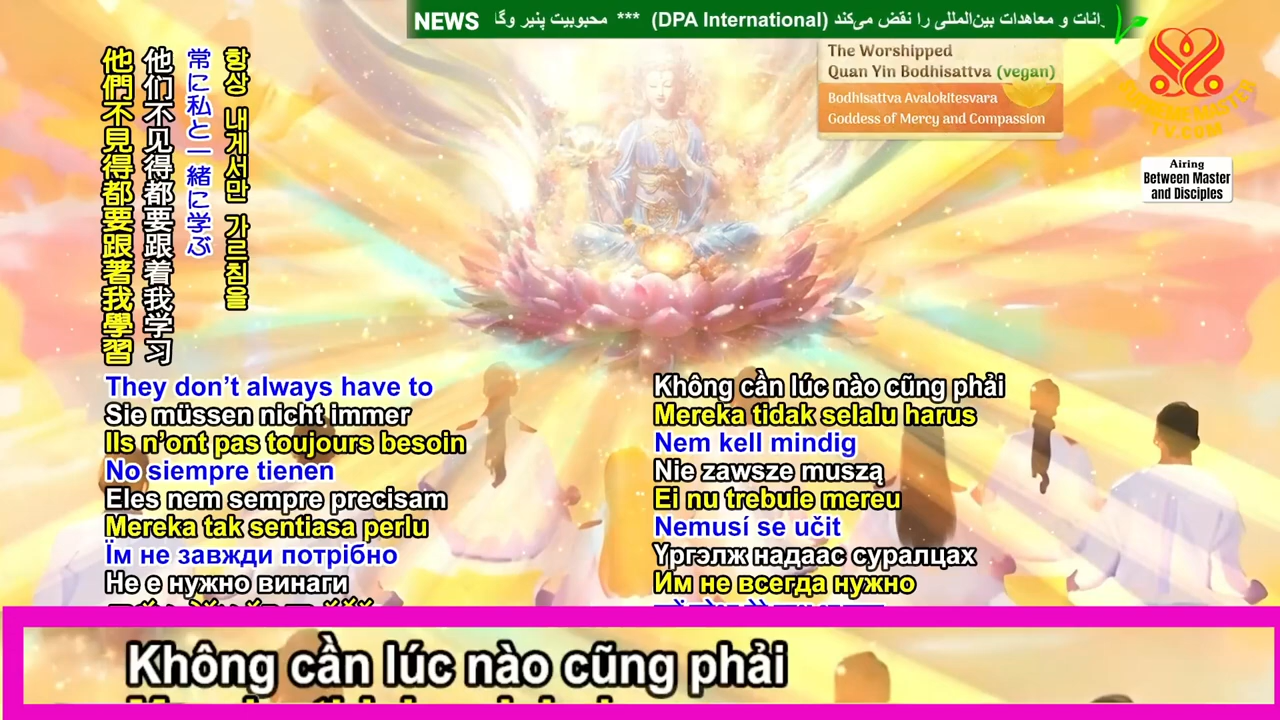 NEWS
رانات و معاهدات بین‌المللی را نقض می‌کند (DPA International) *** محبوبیت پنیر وگا
The Worshipped
Quan Yin Bodhisattva (vegan)
Bodhisattva Avalokitesvara
Goddess of Mercy and Compassion
SUPREME MASTER
TV.COM
Airing
Between Master
and Disciples
항상 내게서만 가르침을
常に私と一緒に学ぶ
他们不见得都要跟着我学习
他們不見得都要跟著我學習
They don’t always have to
Sie müssen nicht immer
Ils n’ont pas toujours besoin
No siempre tienen
Eles nem sempre precisam
Mereka tak sentiasa perlu
Їм не завжди потрібно
Не е нужно винаги
Không cần lúc nào cũng phải
Mereka tidak selalu harus
Nem kell mindig
Nie zawsze muszą
Ei nu trebuie mereu
Nemusí se učit
Үргэлж надаас суралцах
Им не всегда нужно
Không cần lúc nào cũng phải